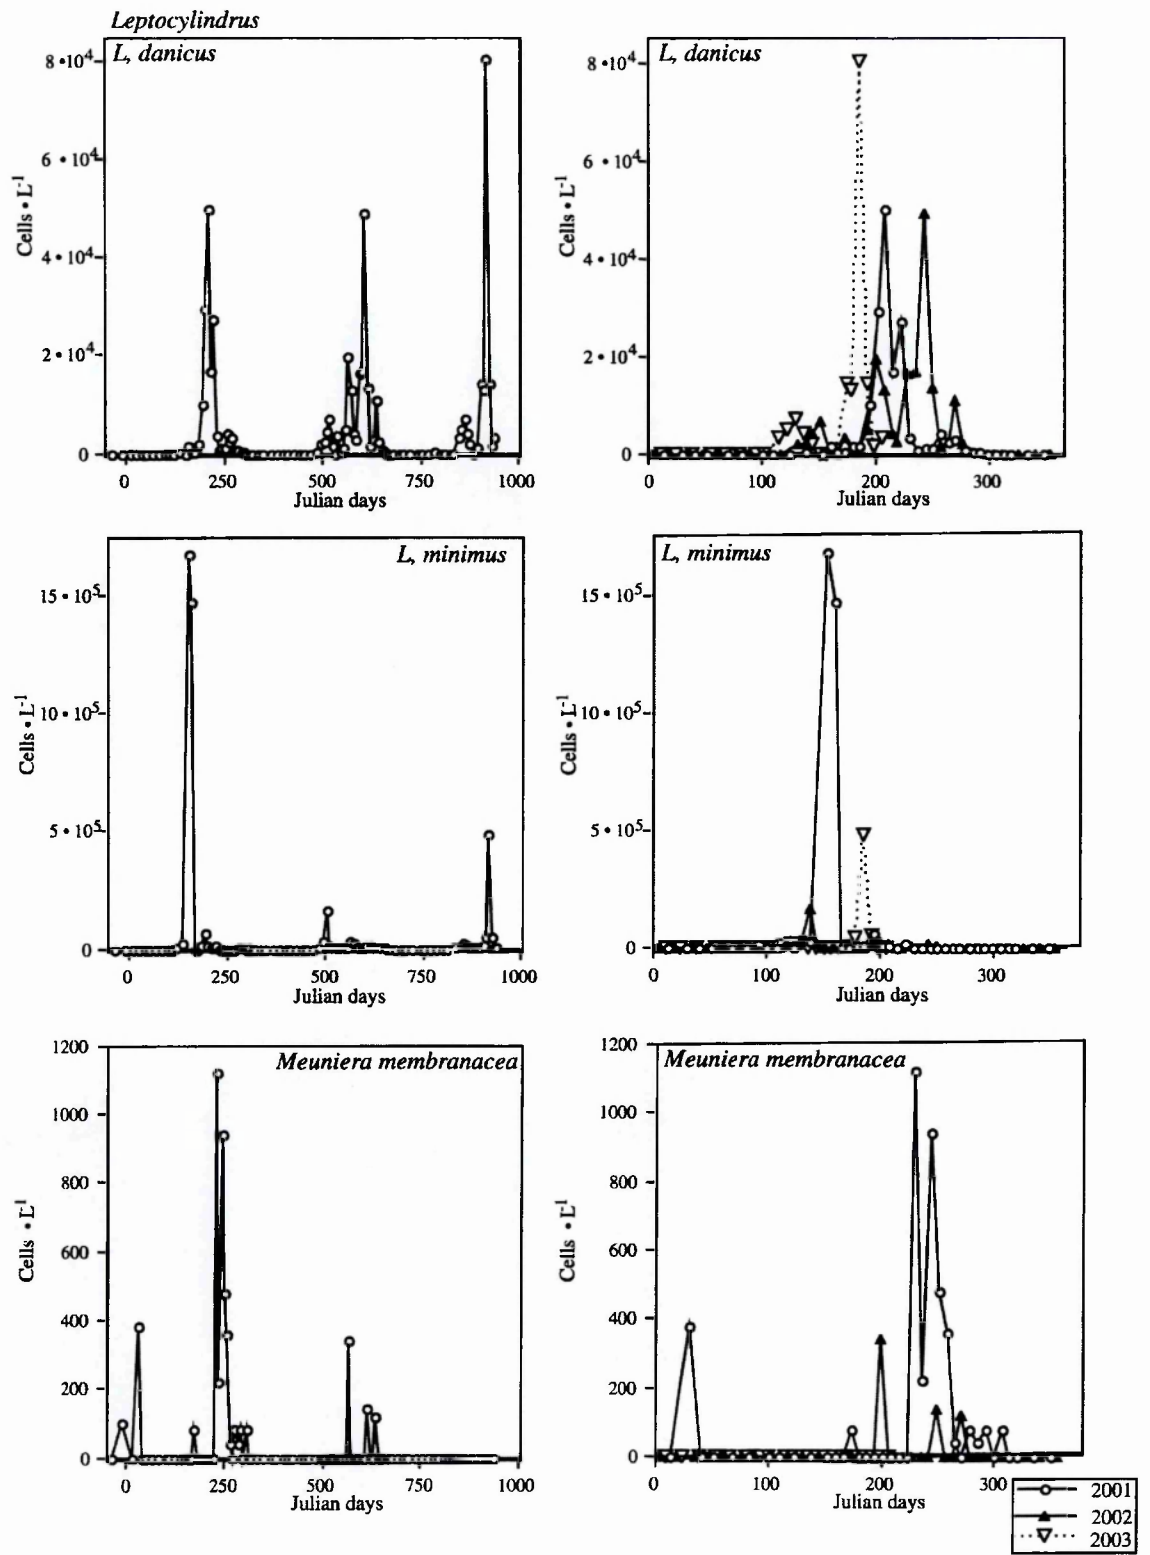 Leptocylindrus
L, danicus
8 •10⁴
6 • 10⁴
4 • 10⁴
2 • 10⁴
0
Cells • L⁻¹
0 250 500 750 1000
Julian days
L, danicus
8 •10⁴
6 • 10⁴
4 • 10⁴
2 • 10⁴
0
Cells • L⁻¹
0 100 200 300
Julian days
L, minimus
15 • 10⁵
10 • 10⁵
5 • 10⁵
0
Cells • L⁻¹
0 250 500 750 1000
Julian days
L, minimus
15 • 10⁵
10 • 10⁵
5 • 10⁵
0
Cells • L⁻¹
0 100 200 300
Julian days
Meuniera membranacea
1200
1000
800
600
400
200
0
Cells • L⁻¹
0 250 500 750 1000
Julian days
Meuniera membranacea
1200
1000
800
600
400
200
0
Cells • L⁻¹
0 100 200 300
Julian days
2001
2002
2003